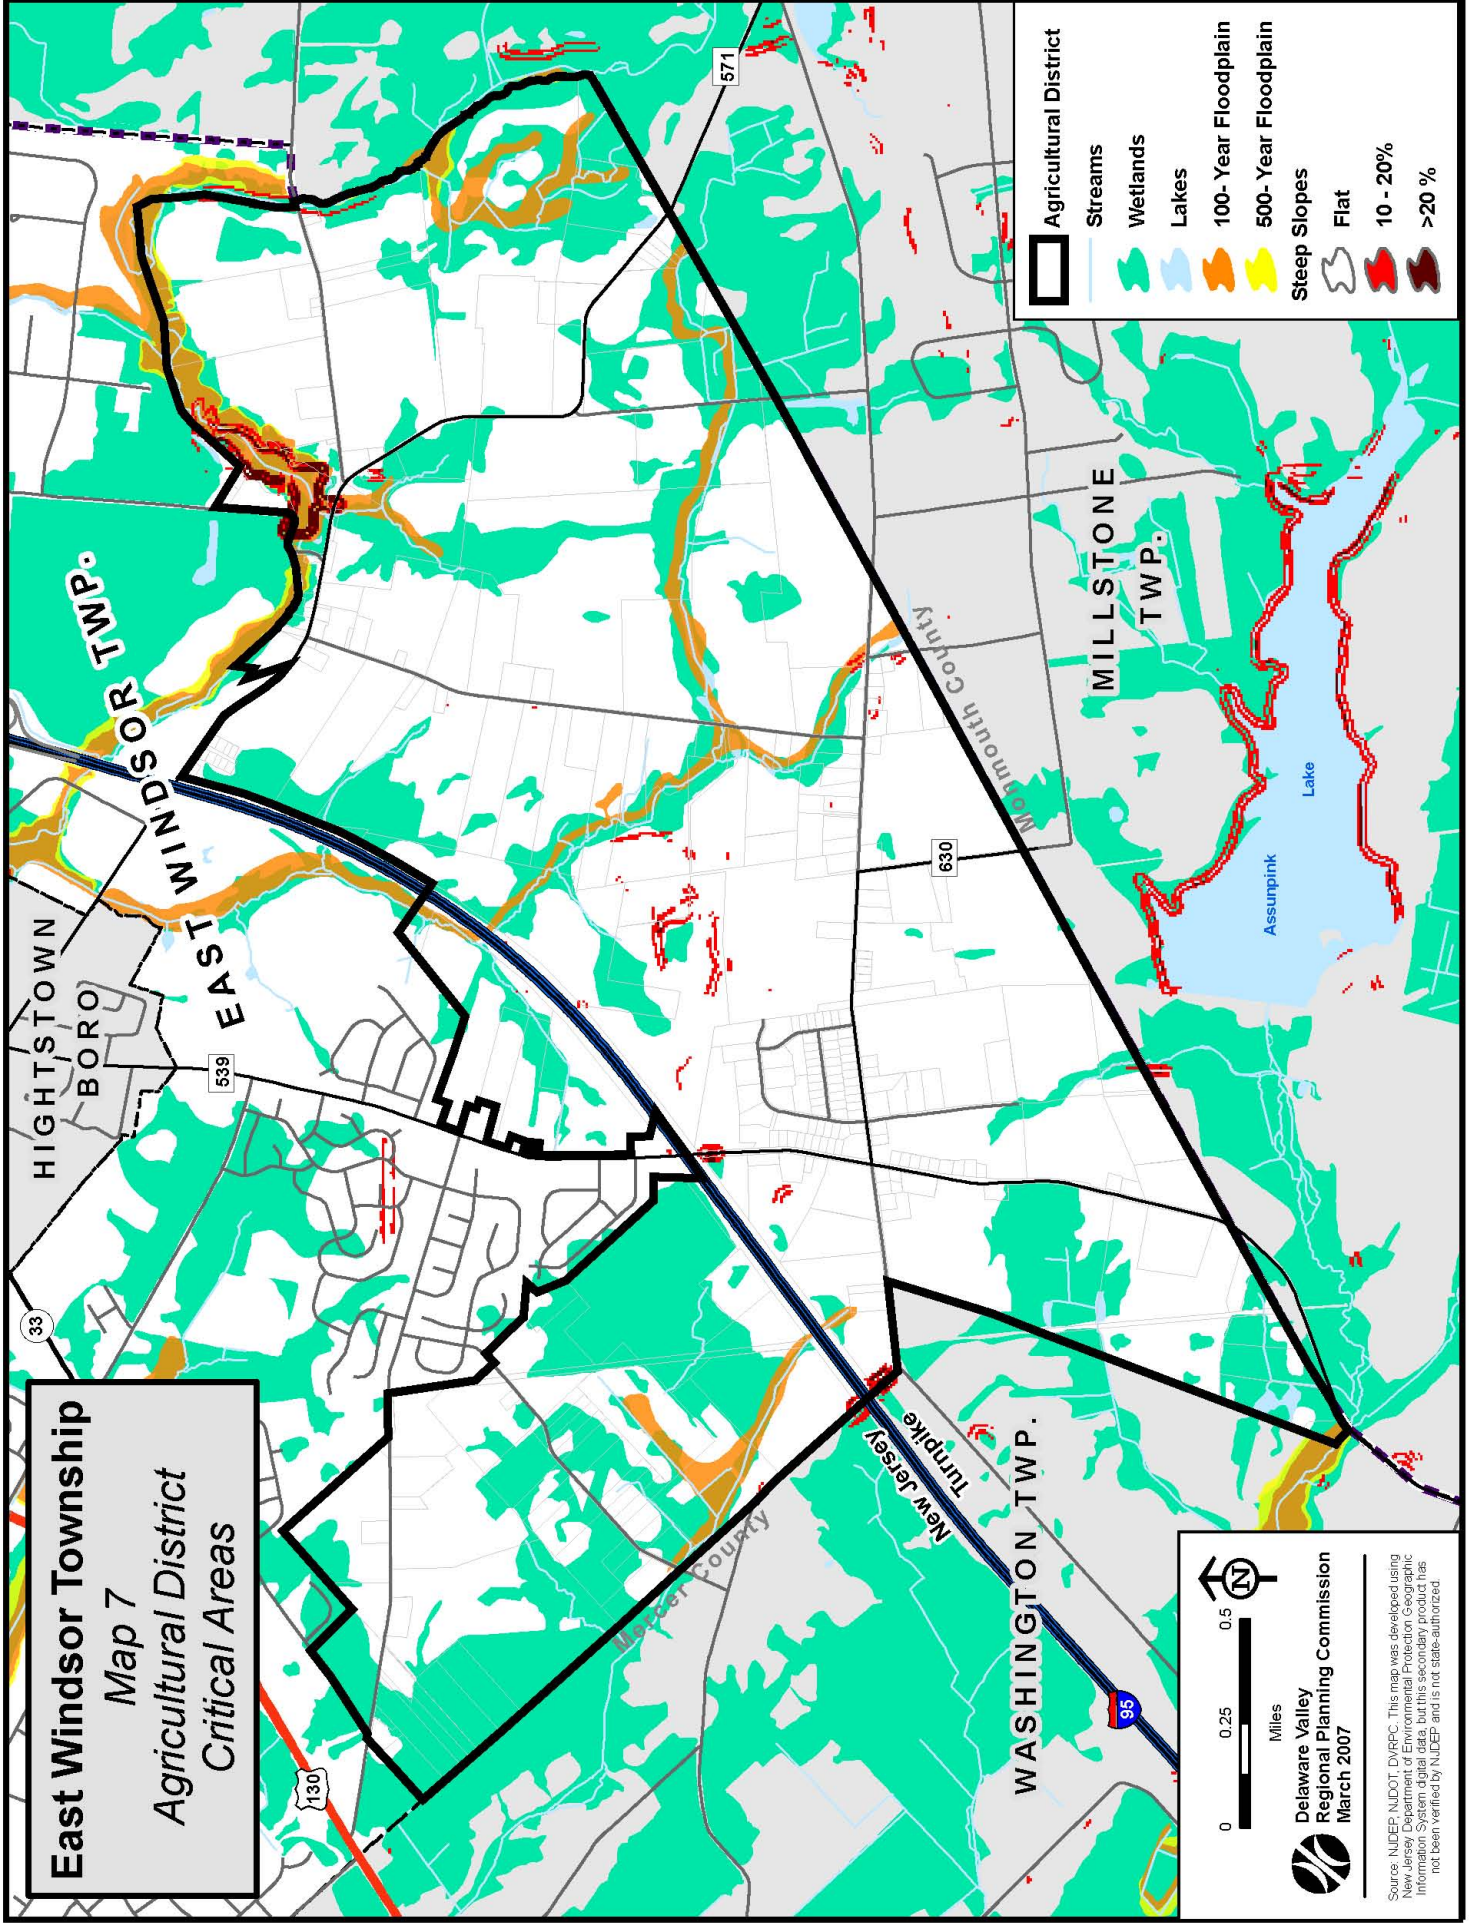 East Windsor Township
Map 7
Agricultural District
Critical Areas
33
130
HIGHTSTOWN
BORO
539
EAST WINDSOR TWP.
571
630
Mercer County
Monmouth County
New Jersey
Turnpike
95
WASHINGTON TWP.
MILLSTONE
TWP.
Assunpink
Lake
Agricultural District
Streams
Wetlands
Lakes
100- Year Floodplain
500- Year Floodplain
Steep Slopes
Flat
10 - 20%
>20 %
0
0.25
0.5
Miles
N
Delaware Valley
Regional Planning Commission
March 2007
Source: NJDEP, NJDOT, DVRPC. This map was developed using
New Jersey Department of Environmental Protection Geographic
Information System digital data, but this secondary product has
not been verified by NJDEP and is not state-authorized.